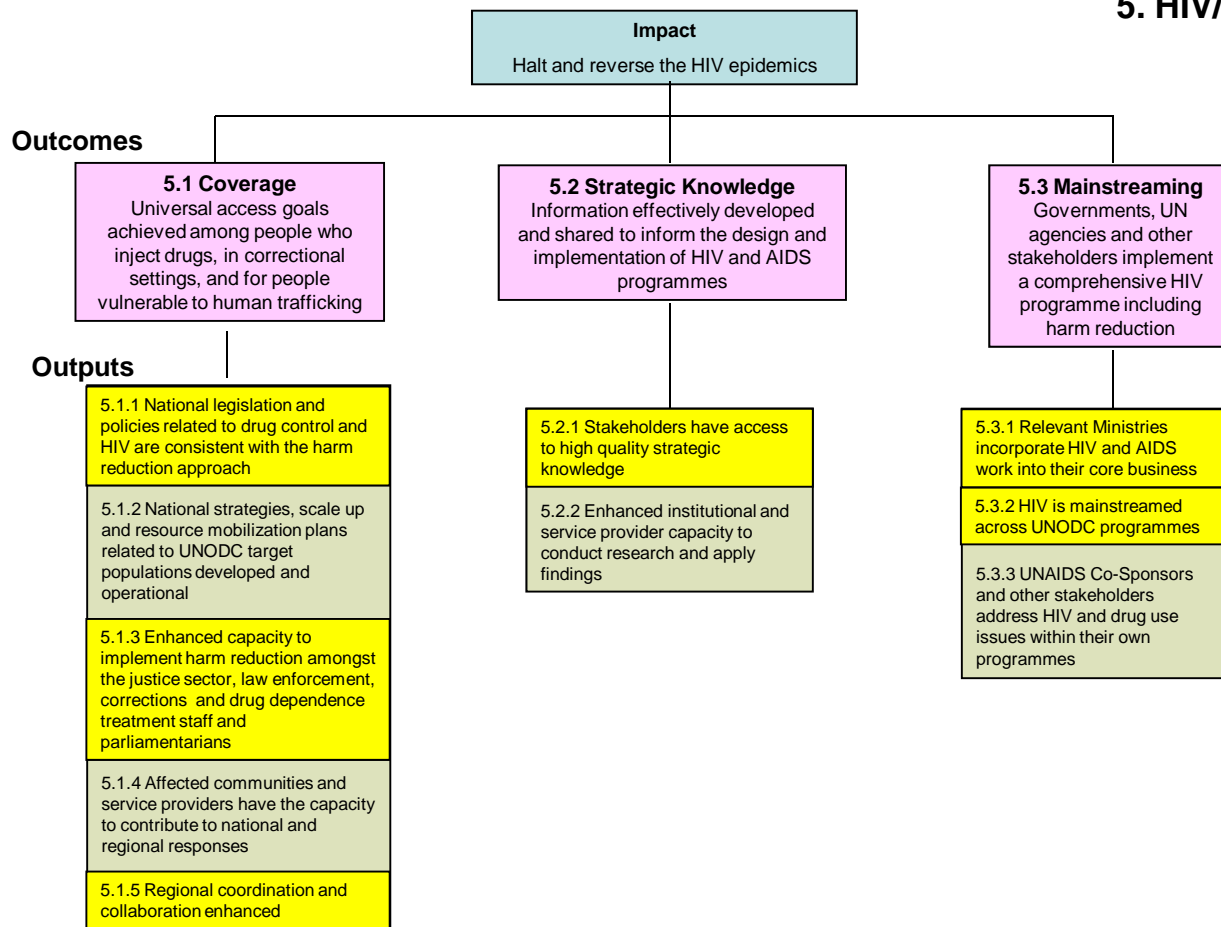 5. HIV/
Impact
Halt and reverse the HIV epidemics
Outcomes
5.1 Coverage
Universal access goals
achieved among people who
inject drugs, in correctional
settings, and for people
vulnerable to human trafficking
5.2 Strategic Knowledge
Information effectively developed
and shared to inform the design and
implementation of HIV and AIDS
programmes
5.3 Mainstreaming
Governments, UN
agencies and other
stakeholders implement
a comprehensive HIV
programme including
harm reduction
Outputs
5.1.1 National legislation and
policies related to drug control and
HIV are consistent with the harm
reduction approach
5.1.2 National strategies, scale up
and resource mobilization plans
related to UNODC target
populations developed and
operational
5.1.3 Enhanced capacity to
implement harm reduction amongst
the justice sector, law enforcement,
corrections and drug dependence
treatment staff and
parliamentarians
5.1.4 Affected communities and
service providers have the capacity
to contribute to national and
regional responses
5.1.5 Regional coordination and
collaboration enhanced
5.2.1 Stakeholders have access
to high quality strategic
knowledge
5.2.2 Enhanced institutional and
service provider capacity to
conduct research and apply
findings
5.3.1 Relevant Ministries
incorporate HIV and AIDS
work into their core business
5.3.2 HIV is mainstreamed
across UNODC programmes
5.3.3 UNAIDS Co-Sponsors
and other stakeholders
address HIV and drug use
issues within their own
programmes